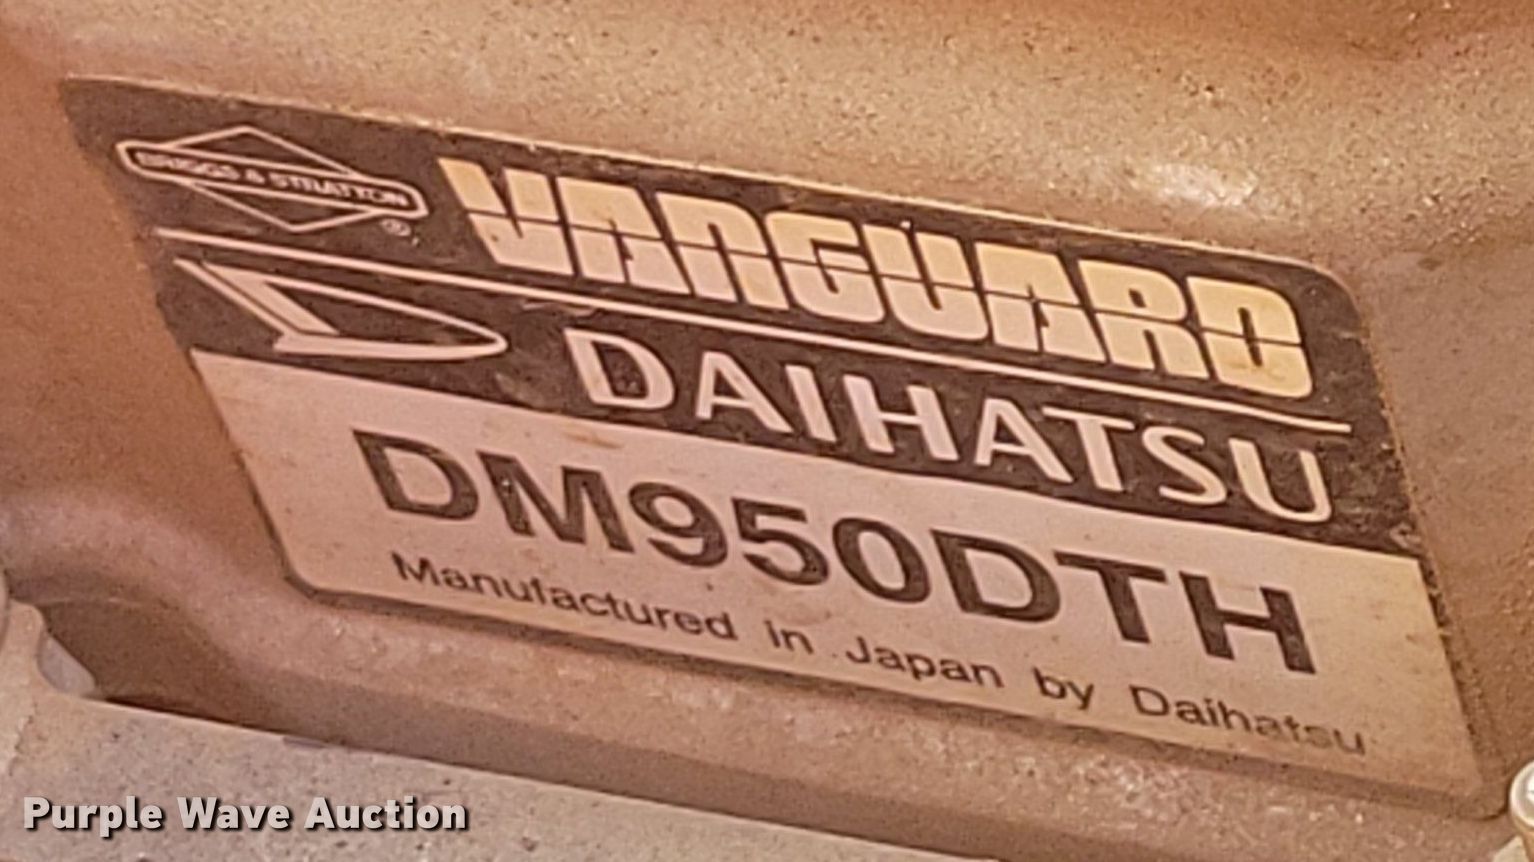 BRIGGS & STRATTON
®
VANGUARD
DAIHATSU
DM950DTH
Manufactured in Japan by Daihatsu
Purple Wave Auction